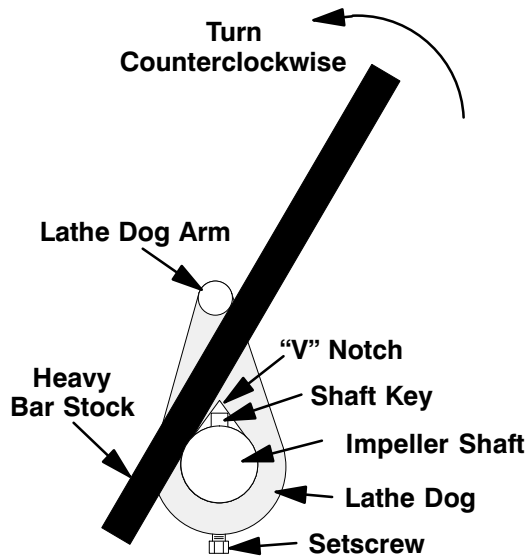 Turn
Counterclockwise
Lathe Dog Arm
“V” Notch
Heavy
Bar Stock
Shaft Key
Impeller Shaft
Lathe Dog
Setscrew